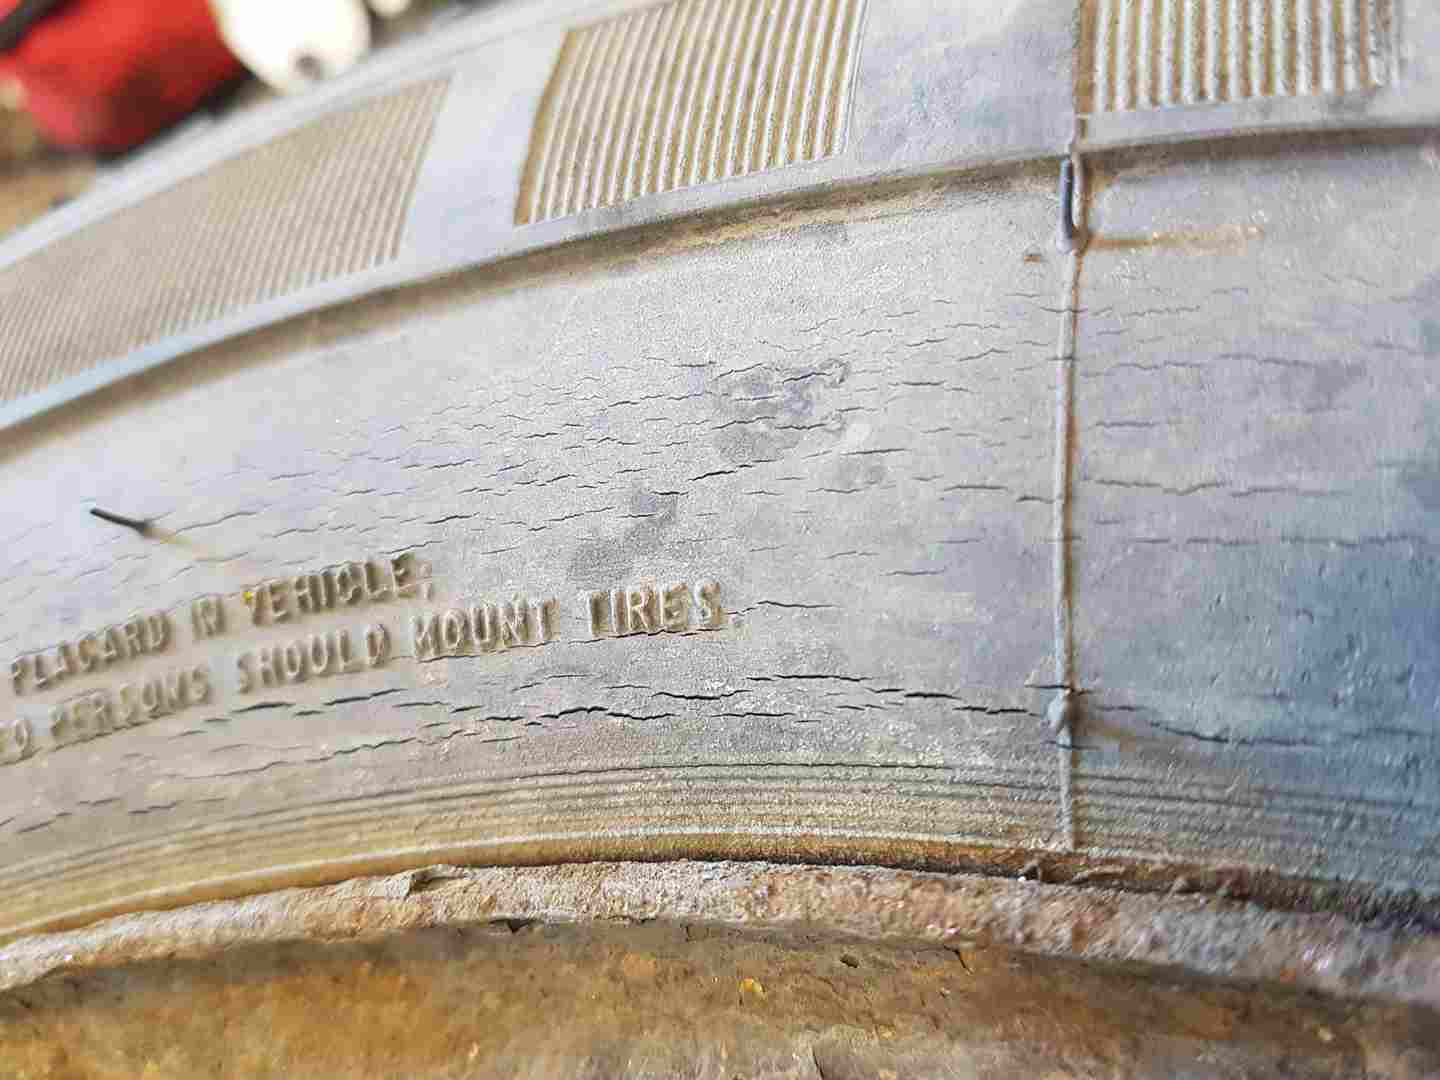 PLACARD IN VEHICLE,
PERSONS SHOULD MOUNT TIRES.